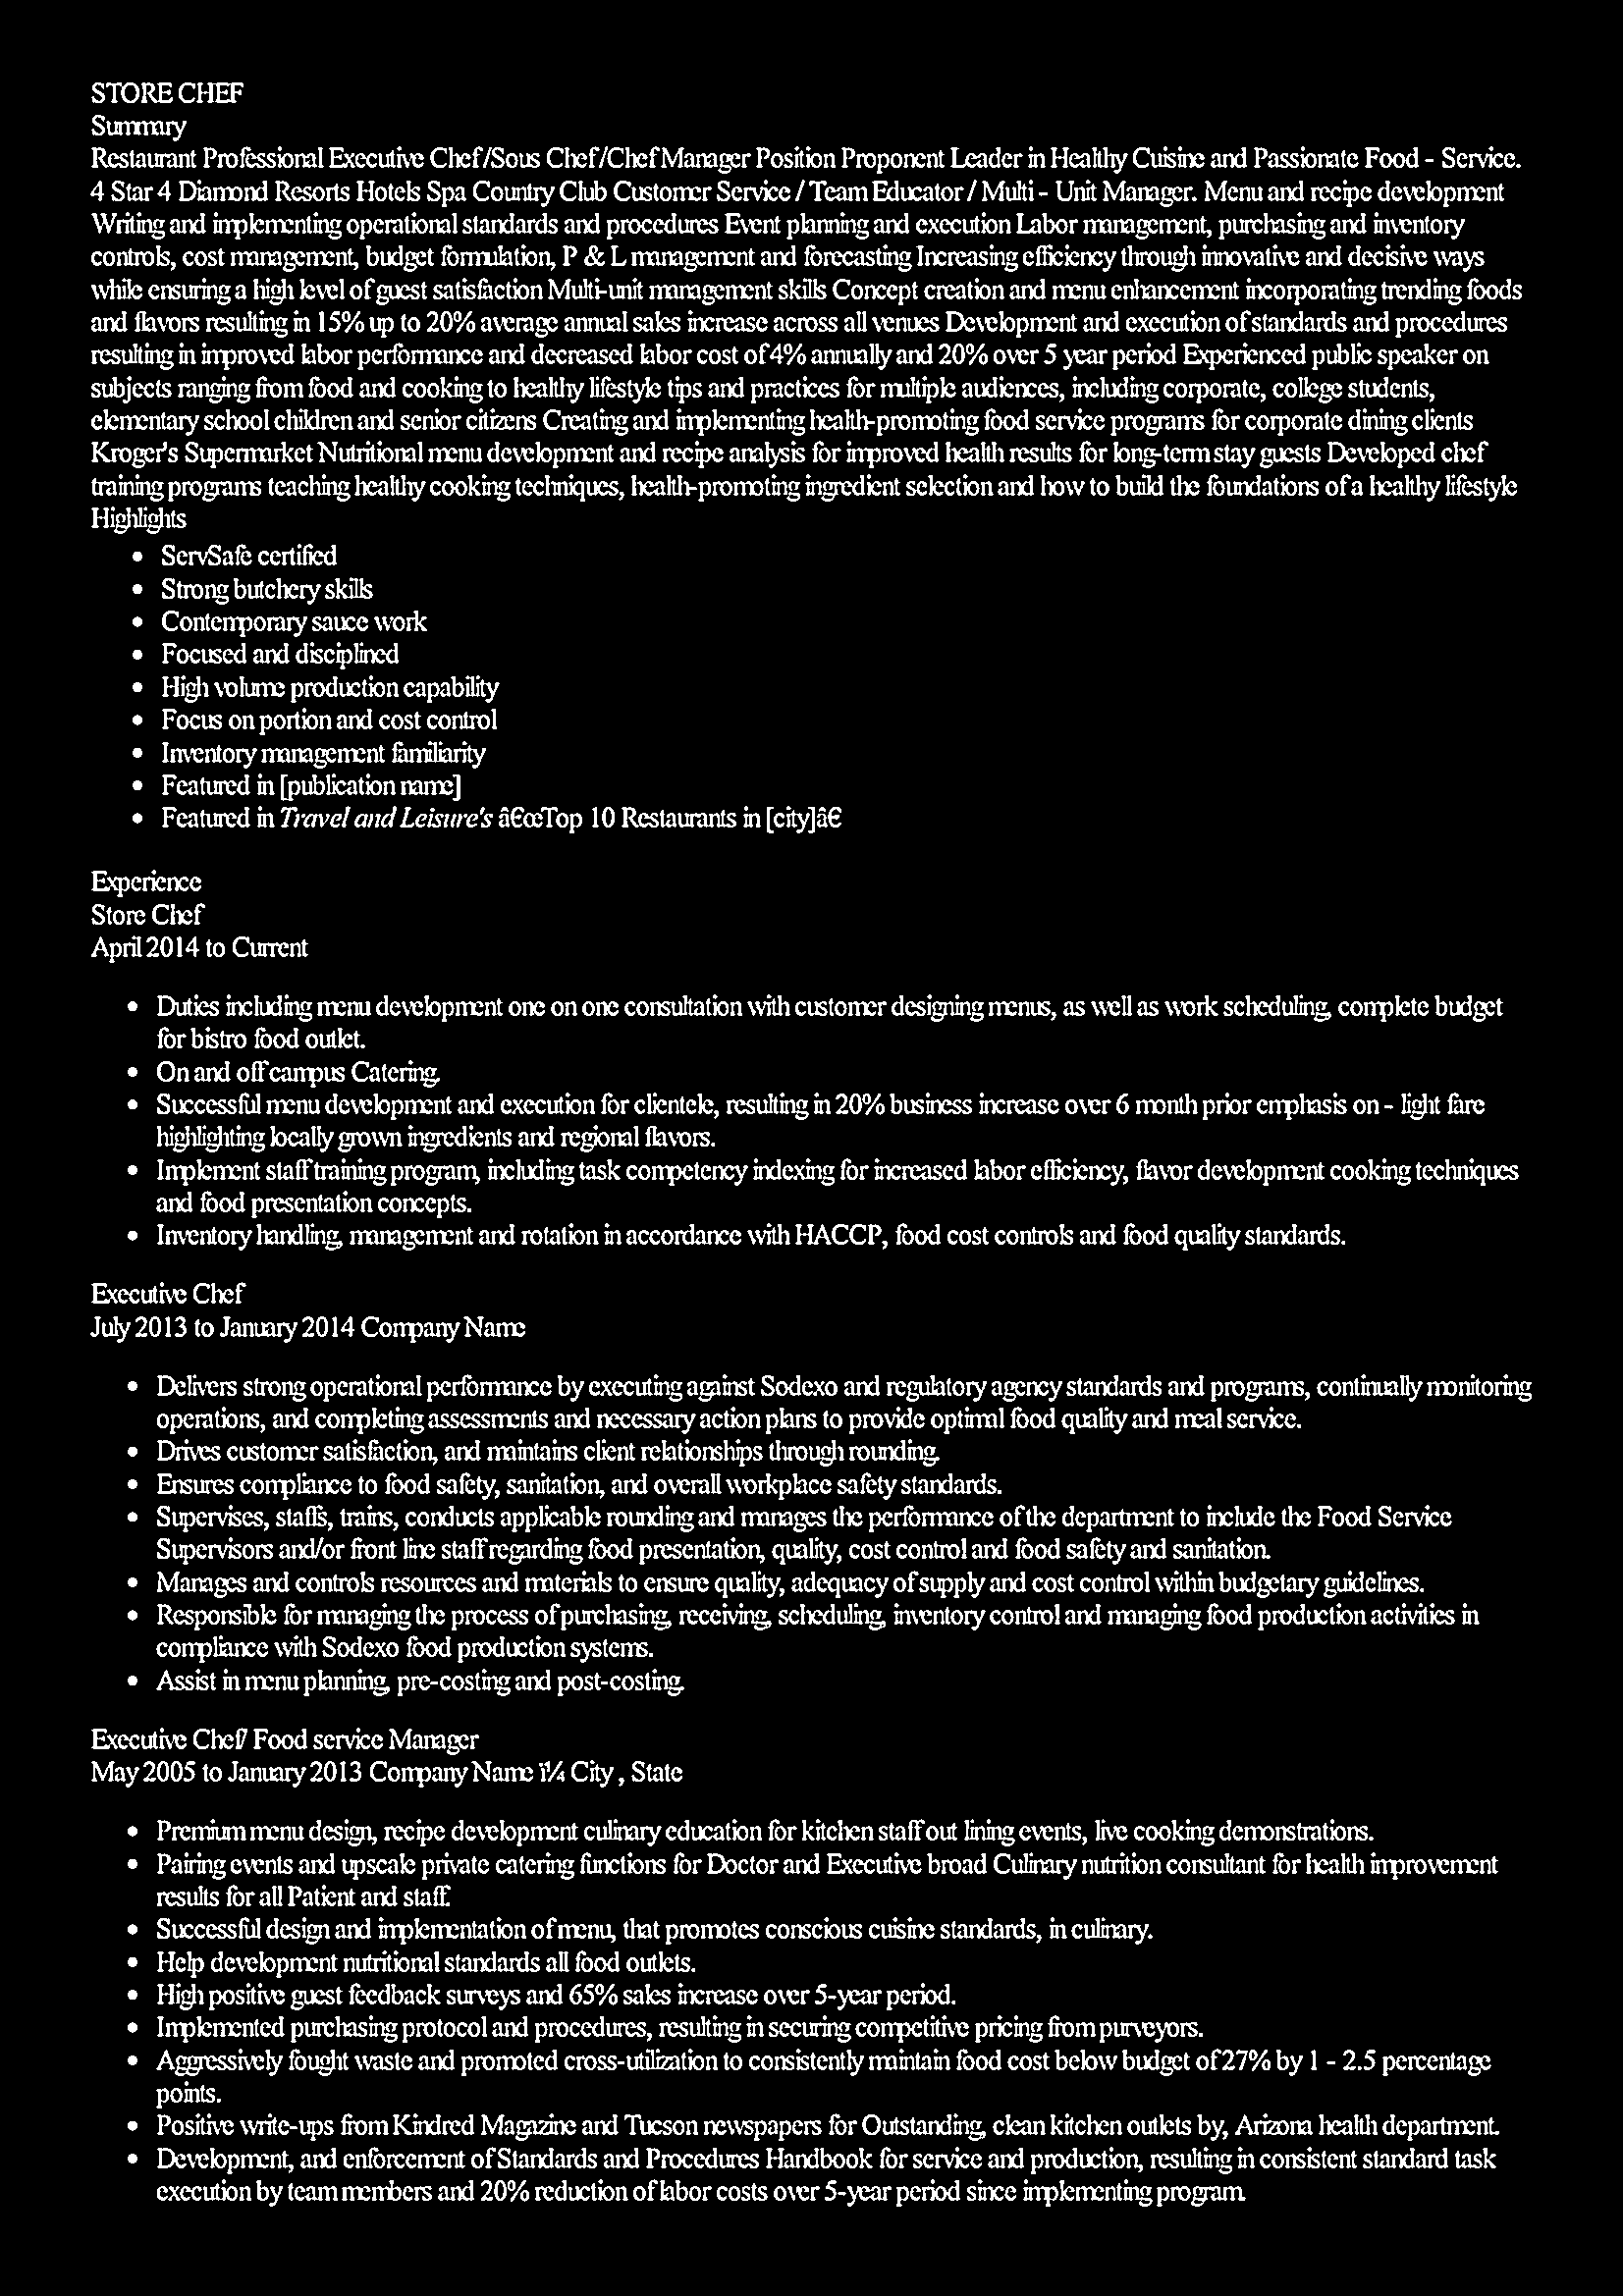 STORE CHEF
Summary
Restaurant Professional Executive Chef /Sous Chef /Chef Manager Position Proponent Leader in Healthy Cuisine and Passionate Food - Service.
4 Star 4 Diamond Resorts Hotels Spa Country Club Customer Service / Team Educator / Multi - Unit Manager. Menu and recipe development
Writing and implementing operational standards and procedures Event planning and execution Labor management, purchasing and inventory
controls, cost management, budget formulation, P & L management and forecasting Increasing efficiency through innovative and decisive ways
while ensuring a high level of guest satisfaction Multi-unit management skills Concept creation and menu enhancement incorporating trending foods
and flavors resulting in 15% up to 20% average annual sales increase across all venues Development and execution of standards and procedures
resulting in improved labor performance and decreased labor cost of 4% annually and 20% over 5 year period Experienced public speaker on
subjects ranging from food and cooking to healthy lifestyle tips and practices for multiple audiences, including corporate, college students,
elementary school children and senior citizens Creating and implementing health-promoting food service programs for corporate dining clients
Kroger's Supermarket Nutritional menu development and recipe analysis for improved health results for long-term stay guests Developed chef
training programs teaching healthy cooking techniques, health-promoting ingredient selection and how to build the foundations of a healthy lifestyle
Highlights
• ServSafe certified
• Strong butchery skills
• Contemporary sauce work
• Focused and disciplined
• High volume production capability
• Focus on portion and cost control
• Inventory management familiarity
• Featured in [publication name]
• Featured in Travel and Leisure's â€œTop 10 Restaurants in [city]â€
Experience
Store Chef
April 2014 to Current
• Duties including menu development one on one consultation with customer designing menus, as well as work scheduling, complete budget
for bistro food outlet.
• On and off campus Catering.
• Successful menu development and execution for clientele, resulting in 20% business increase over 6 month prior emphasis on - light fare
highlighting locally grown ingredients and regional flavors.
• Implement staff training program, including task competency indexing for increased labor efficiency, flavor development cooking techniques
and food presentation concepts.
• Inventory handling, management and rotation in accordance with HACCP, food cost controls and food quality standards.
Executive Chef
July 2013 to January 2014 Company Name
• Delivers strong operational performance by executing against Sodexo and regulatory agency standards and programs, continually monitoring
operations, and completing assessments and necessary action plans to provide optimal food quality and meal service.
• Drives customer satisfaction, and maintains client relationships through rounding.
• Ensures compliance to food safety, sanitation, and overall workplace safety standards.
• Supervises, staffs, trains, conducts applicable rounding and manages the performance of the department to include the Food Service
Supervisors and/or front line staff regarding food presentation, quality, cost control and food safety and sanitation.
• Manages and controls resources and materials to ensure quality, adequacy of supply and cost control within budgetary guidelines.
• Responsible for managing the process of purchasing, receiving, scheduling, inventory control and managing food production activities in
compliance with Sodexo food production systems.
• Assist in menu planning, pre-costing and post-costing.
Executive Chef/ Food service Manager
May 2005 to January 2013 Company Name ï¼ City , State
• Premium menu design, recipe development culinary education for kitchen staff out lining events, live cooking demonstrations.
• Pairing events and upscale private catering functions for Doctor and Executive broad Culinary nutrition consultant for health improvement
results for all Patient and staff.
• Successful design and implementation of menu, that promotes conscious cuisine standards, in culinary.
• Help development nutritional standards all food outlets.
• High positive guest feedback surveys and 65% sales increase over 5-year period.
• Implemented purchasing protocol and procedures, resulting in securing competitive pricing from purveyors.
• Aggressively fought waste and promoted cross-utilization to consistently maintain food cost below budget of 27% by 1 - 2.5 percentage
points.
• Positive write-ups from Kindred Magazine and Tucson newspapers for Outstanding, clean kitchen outlets by, Arizona health department.
• Development, and enforcement of Standards and Procedures Handbook for service and production, resulting in consistent standard task
execution by team members and 20% reduction of labor costs over 5-year period since implementing program.